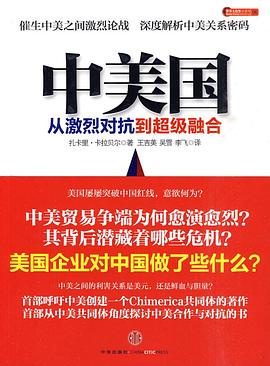 催生中美之间激烈论战 深度解析中美关系密码
中美国
从激烈对抗到超级融合
扎卡里·卡拉贝尔 著 王吉英 吴雪 李飞 译
美国屡屡突破中国红线，意欲何为？
中美贸易争端为何愈演愈烈？
其背后潜藏着哪些危机？
美国企业对中国做了些什么？
中美之间的利害关系是美元，还是鲜血与胆量？
首部呼吁中美创建一个Chimerica共同体的著作
首部从中美共同体角度探讨中美合作与对抗的书
中信出版社 CHINA CITIC PRESS